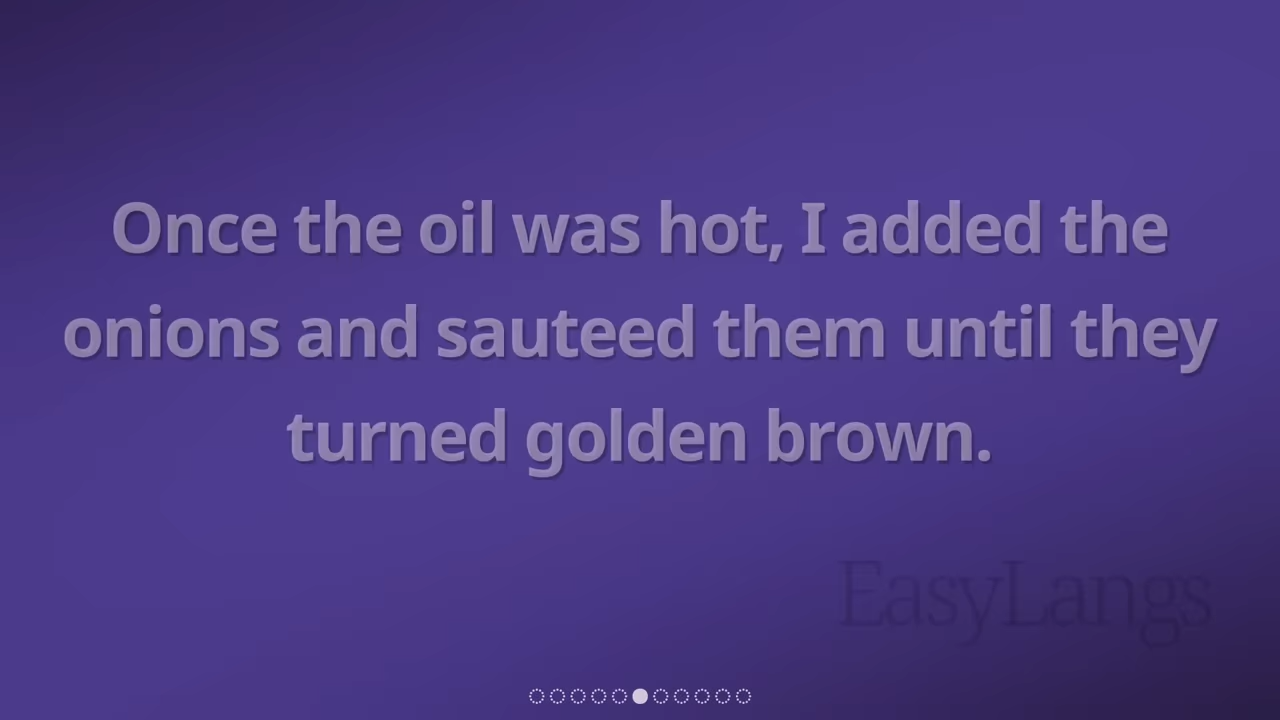 Once the oil was hot, I added the
onions and sauteed them until they
turned golden brown.
EasyLangs